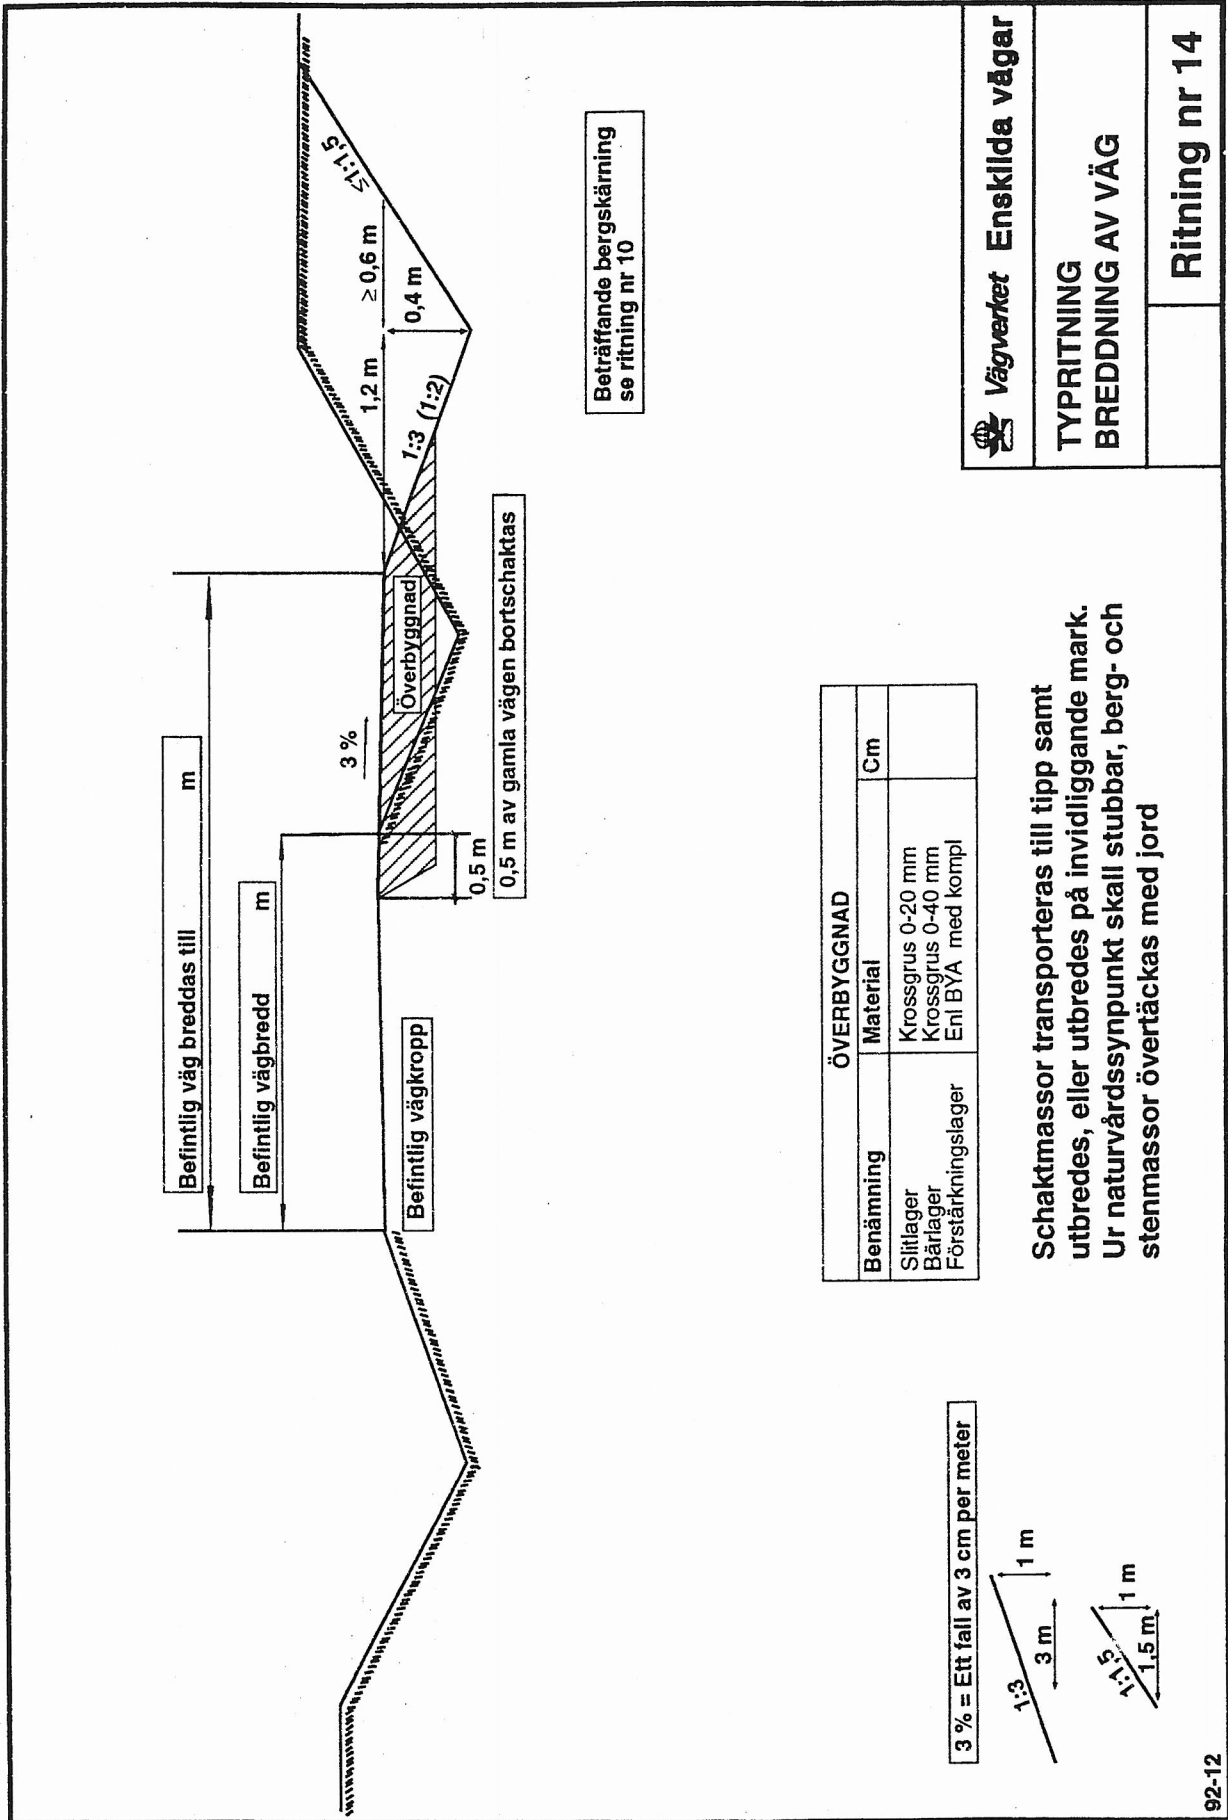 Befintlig väg breddas till m
Befintlig vägbredd m
3 %
Befintlig vägkropp
Överbyggnad
0,5 m
0,5 m av gamla vägen bortschaktas
1,2 m
≥ 0,6 m
0,4 m
≤1:1,5
1:3 (1:2)
Beträffande bergskärning
se ritning nr 10
ÖVERBYGGNAD
Benämning Material Cm
Slitlager Krossgrus 0-20 mm
Bärlager Krossgrus 0-40 mm
Förstärkningslager Enl BYA med kompl
3 % = Ett fall av 3 cm per meter
1:3
1 m
3 m
1:1,5
1 m
1,5 m
Schaktmassor transporteras till tipp samt
utbredes, eller utbredes på invidliggande mark.
Ur naturvårdssynpunkt skall stubbar, berg- och
stenmassor övertäckas med jord
Vägverket Enskilda vägar
TYPRITNING
BREDDNING AV VÄG
Ritning nr 14
92-12